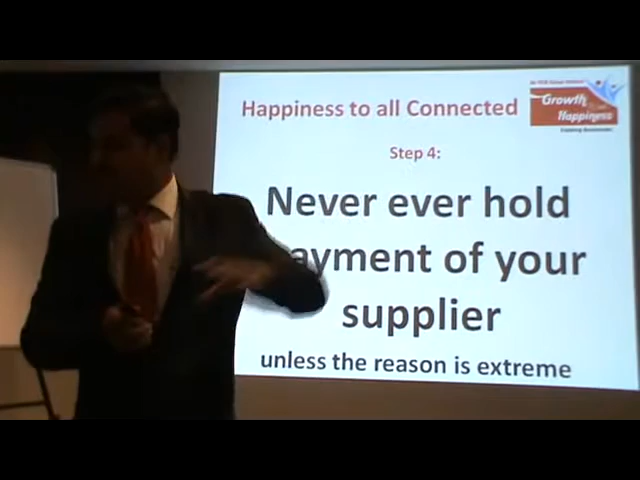 Happiness to all Connected
Growth
Happiness
Step 4:
Never ever hold
ayment of your
supplier
unless the reason is extreme